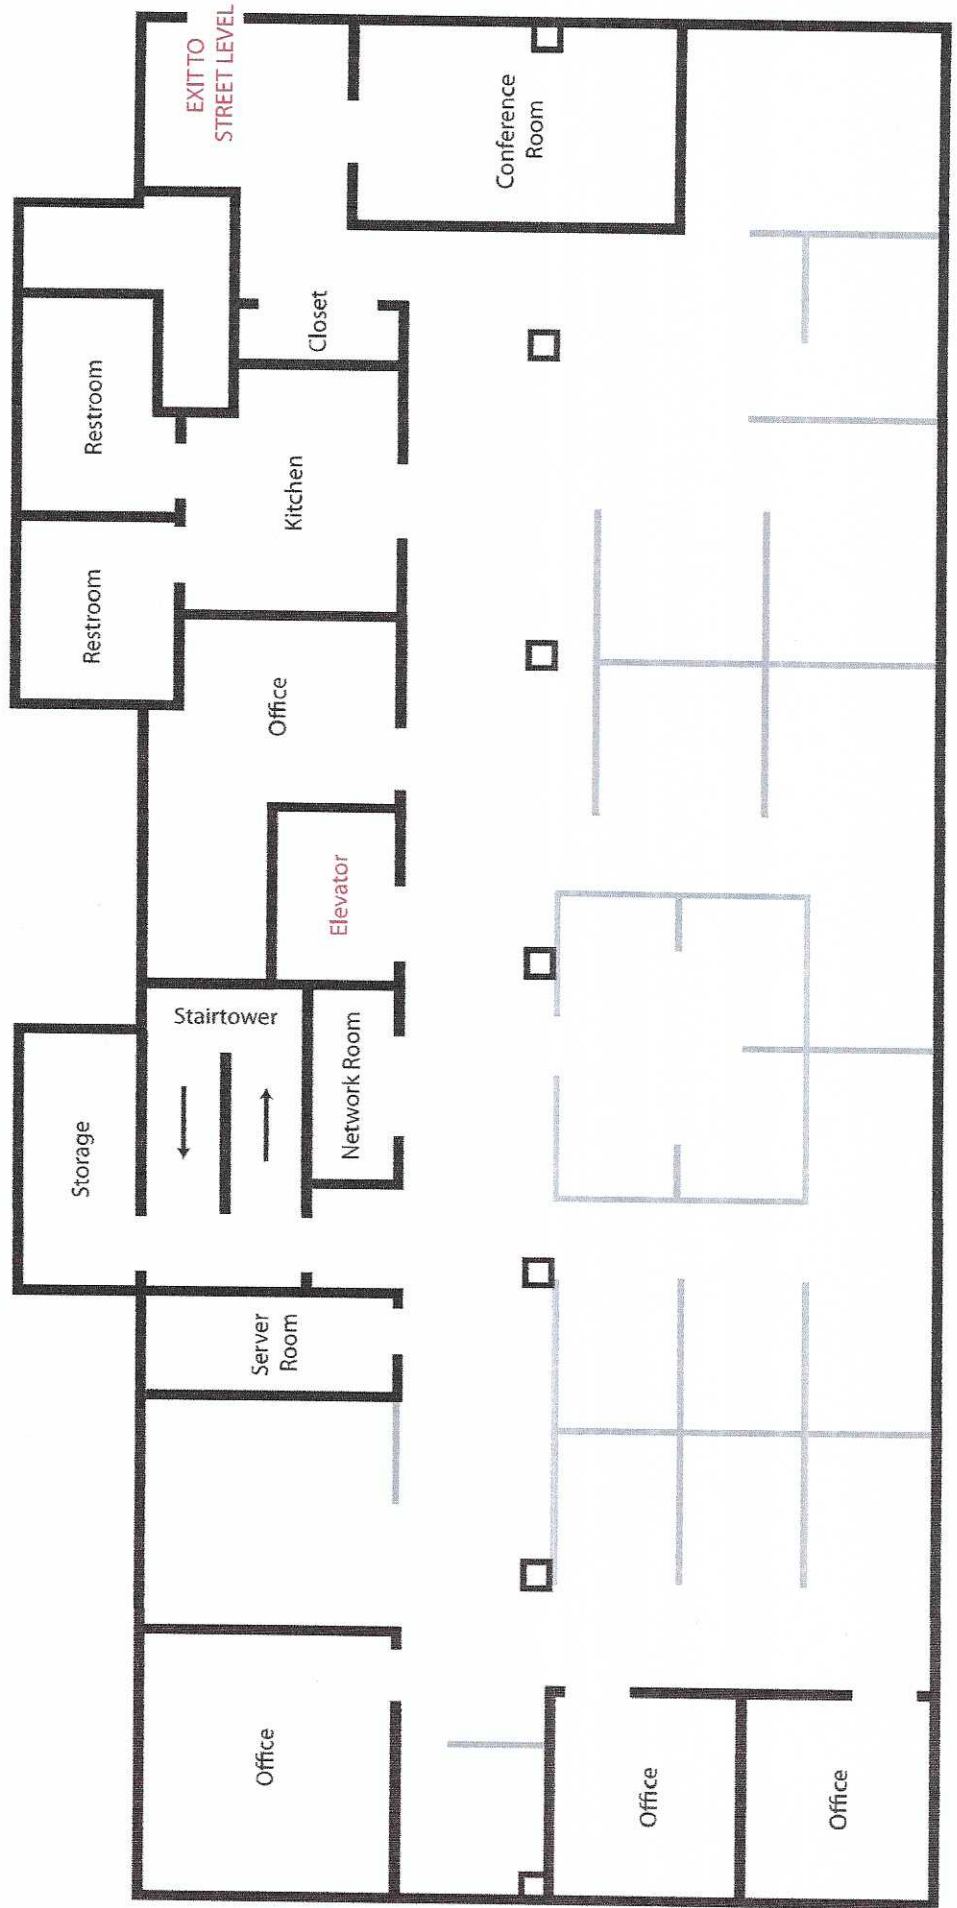 Storage
Restroom
Restroom
EXIT TO
STREET LEVEL
Stairtower
Server
Room
Network Room
Elevator
Office
Kitchen
Closet
Conference
Room
Office
Office
Office